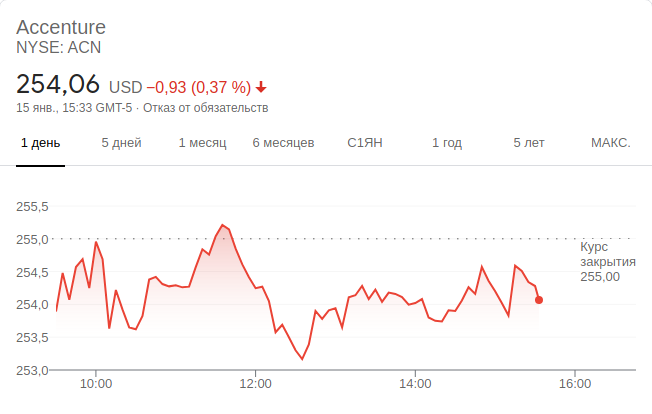 Accenture
NYSE: ACN
254,06 USD −0,93 (0,37 %)
15 янв., 15:33 GMT-5 · Отказ от обязательств
1 день 5 дней 1 месяц 6 месяцев С1ЯН 1 год 5 лет МАКС.
255,5
255,0
Курс
закрытия
255,00
254,5
254,0
253,5
253,0
10:00 12:00 14:00 16:00